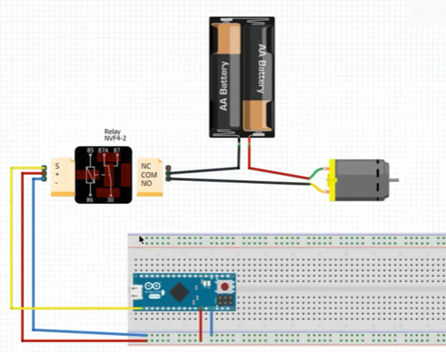 AA Battery
AA Battery
Relay
NVF4-2
85 87A 87
86 30
S
+
-
NC
COM
NO